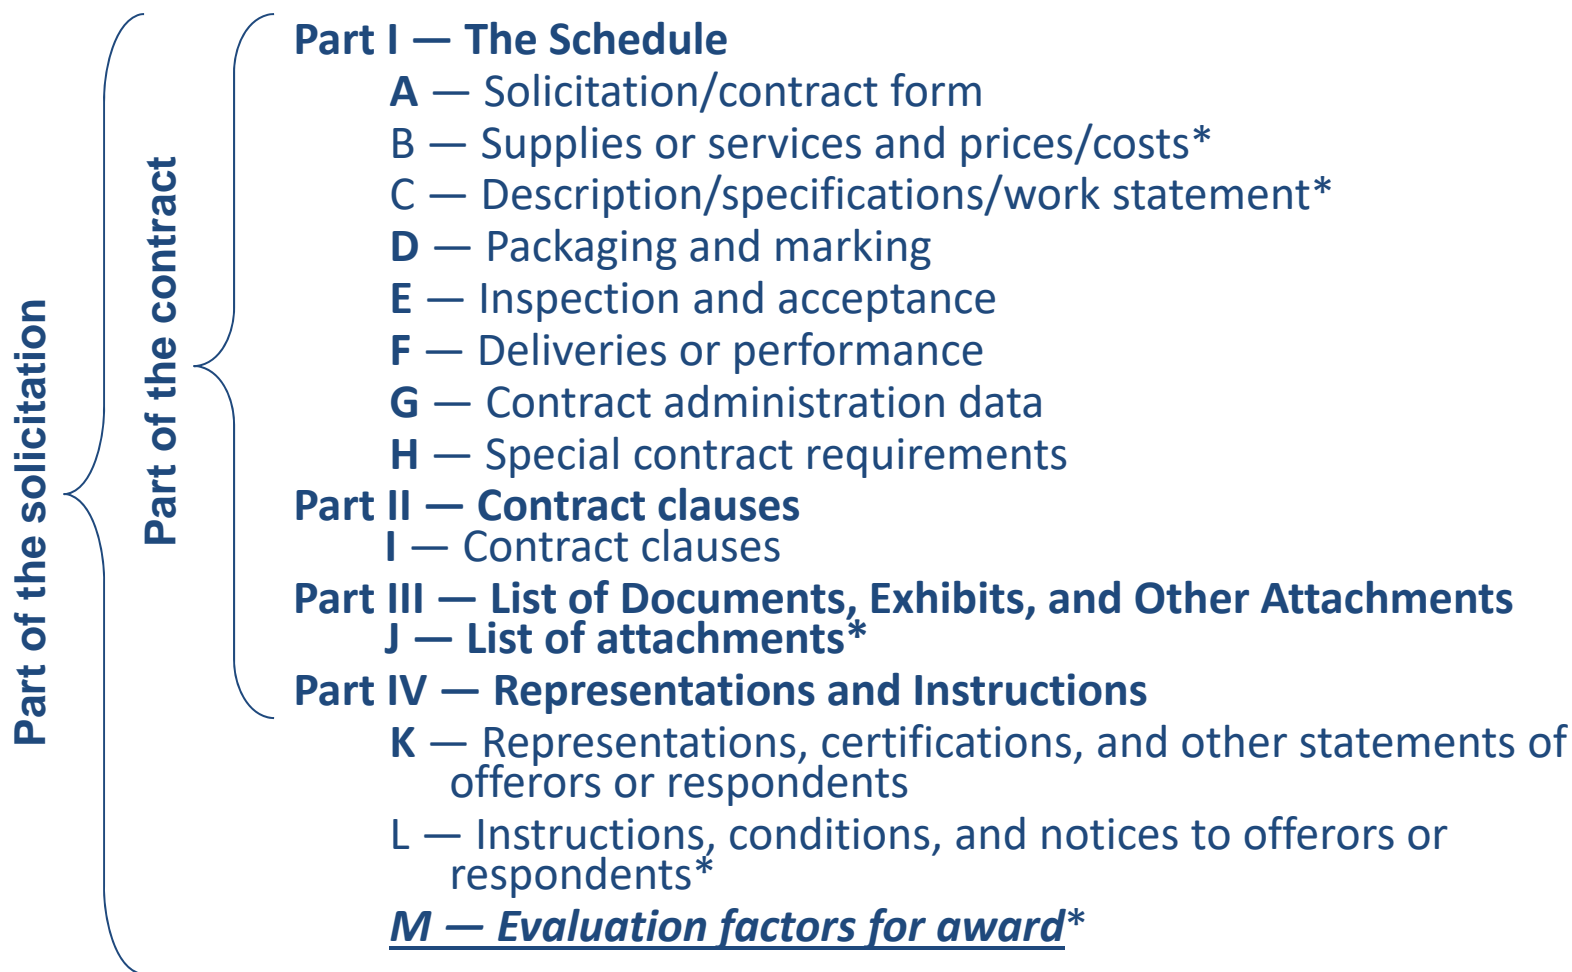 Part of the solicitation
Part of the contract
Part I — The Schedule
A — Solicitation/contract form
B — Supplies or services and prices/costs*
C — Description/specifications/work statement*
D — Packaging and marking
E — Inspection and acceptance
F — Deliveries or performance
G — Contract administration data
H — Special contract requirements
Part II — Contract clauses
I — Contract clauses
Part III — List of Documents, Exhibits, and Other Attachments
J — List of attachments*
Part IV — Representations and Instructions
K — Representations, certifications, and other statements of
offerors or respondents
L — Instructions, conditions, and notices to offerors or
respondents*
M — Evaluation factors for award*